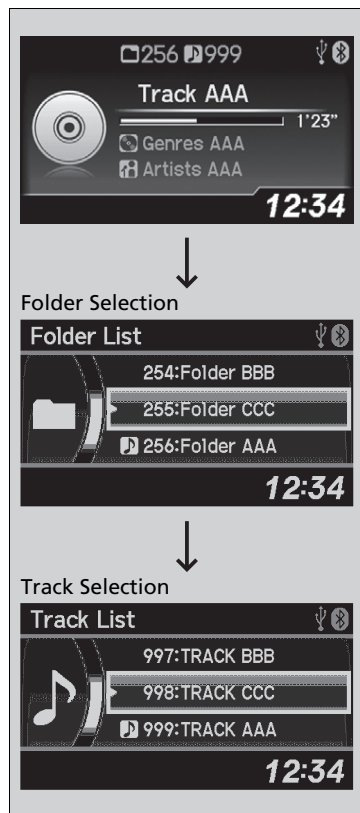 256 999
Track AAA
1'23"
Genres AAA
Artists AAA
12:34
Folder Selection
Folder List
254:Folder BBB
255:Folder CCC
256:Folder AAA
12:34
Track Selection
Track List
997:TRACK BBB
998:TRACK CCC
999:TRACK AAA
12:34